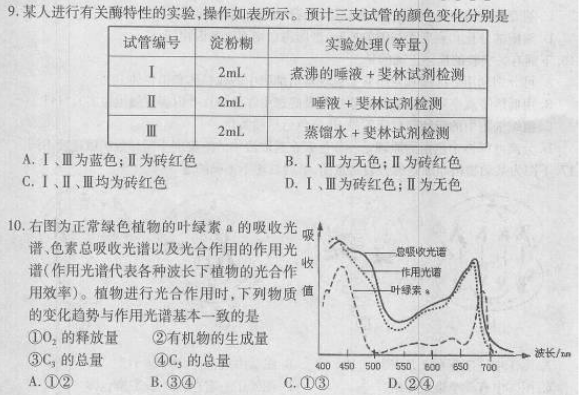 9. 某人进行有关酶特性的实验,操作如表所示。预计三支试管的颜色变化分别是
试管编号 淀粉糊 实验处理(等量)
Ⅰ 2mL 煮沸的唾液 + 斐林试剂检测
Ⅱ 2mL 唾液 + 斐林试剂检测
Ⅲ 2mL 蒸馏水 + 斐林试剂检测
A. Ⅰ、Ⅲ为蓝色;Ⅱ为砖红色 B. Ⅰ、Ⅲ为无色;Ⅱ为砖红色
C. Ⅰ、Ⅱ、Ⅲ均为砖红色 D. Ⅰ、Ⅲ为砖红色;Ⅱ为无色
10. 右图为正常绿色植物的叶绿素 a 的吸收光
谱、色素总吸收光谱以及光合作用的作用光
谱(作用光谱代表各种波长下植物的光合作
用效率)。植物进行光合作用时,下列物质
的变化趋势与作用光谱基本一致的是
①O₂ 的释放量 ②有机物的生成量
③C₃ 的总量 ④C₅ 的总量
A. ①② B. ③④ C. ①③ D. ②④
吸
收
值
总吸收光谱
作用光谱
叶绿素 a
400 450 500 550 600 650 700 波长/nm